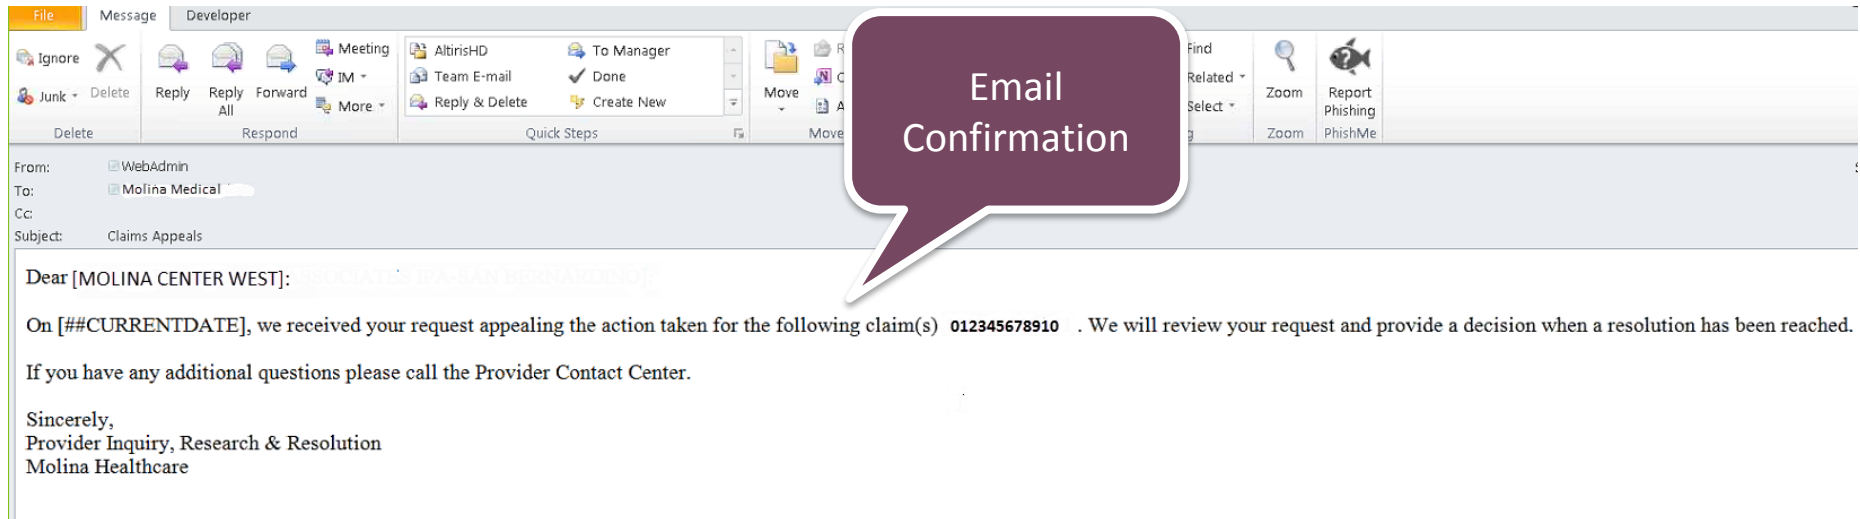 File Message Developer
Ignore
Junk
Delete
Reply
Reply All
Forward
Meeting
IM
More
AltirisHD
Team E-mail
Reply & Delete
To Manager
Done
Create New
Move
Related
Select
Zoom
Report Phishing
Delete Respond Quick Steps Move Zoom PhishMe
Email
Confirmation
From: WebAdmin
To: Molina Medical
Cc:
Subject: Claims Appeals
Dear [MOLINA CENTER WEST]:
On [##CURRENTDATE], we received your request appealing the action taken for the following claim(s) 012345678910 . We will review your request and provide a decision when a resolution has been reached.
If you have any additional questions please call the Provider Contact Center.
Sincerely,
Provider Inquiry, Research & Resolution
Molina Healthcare